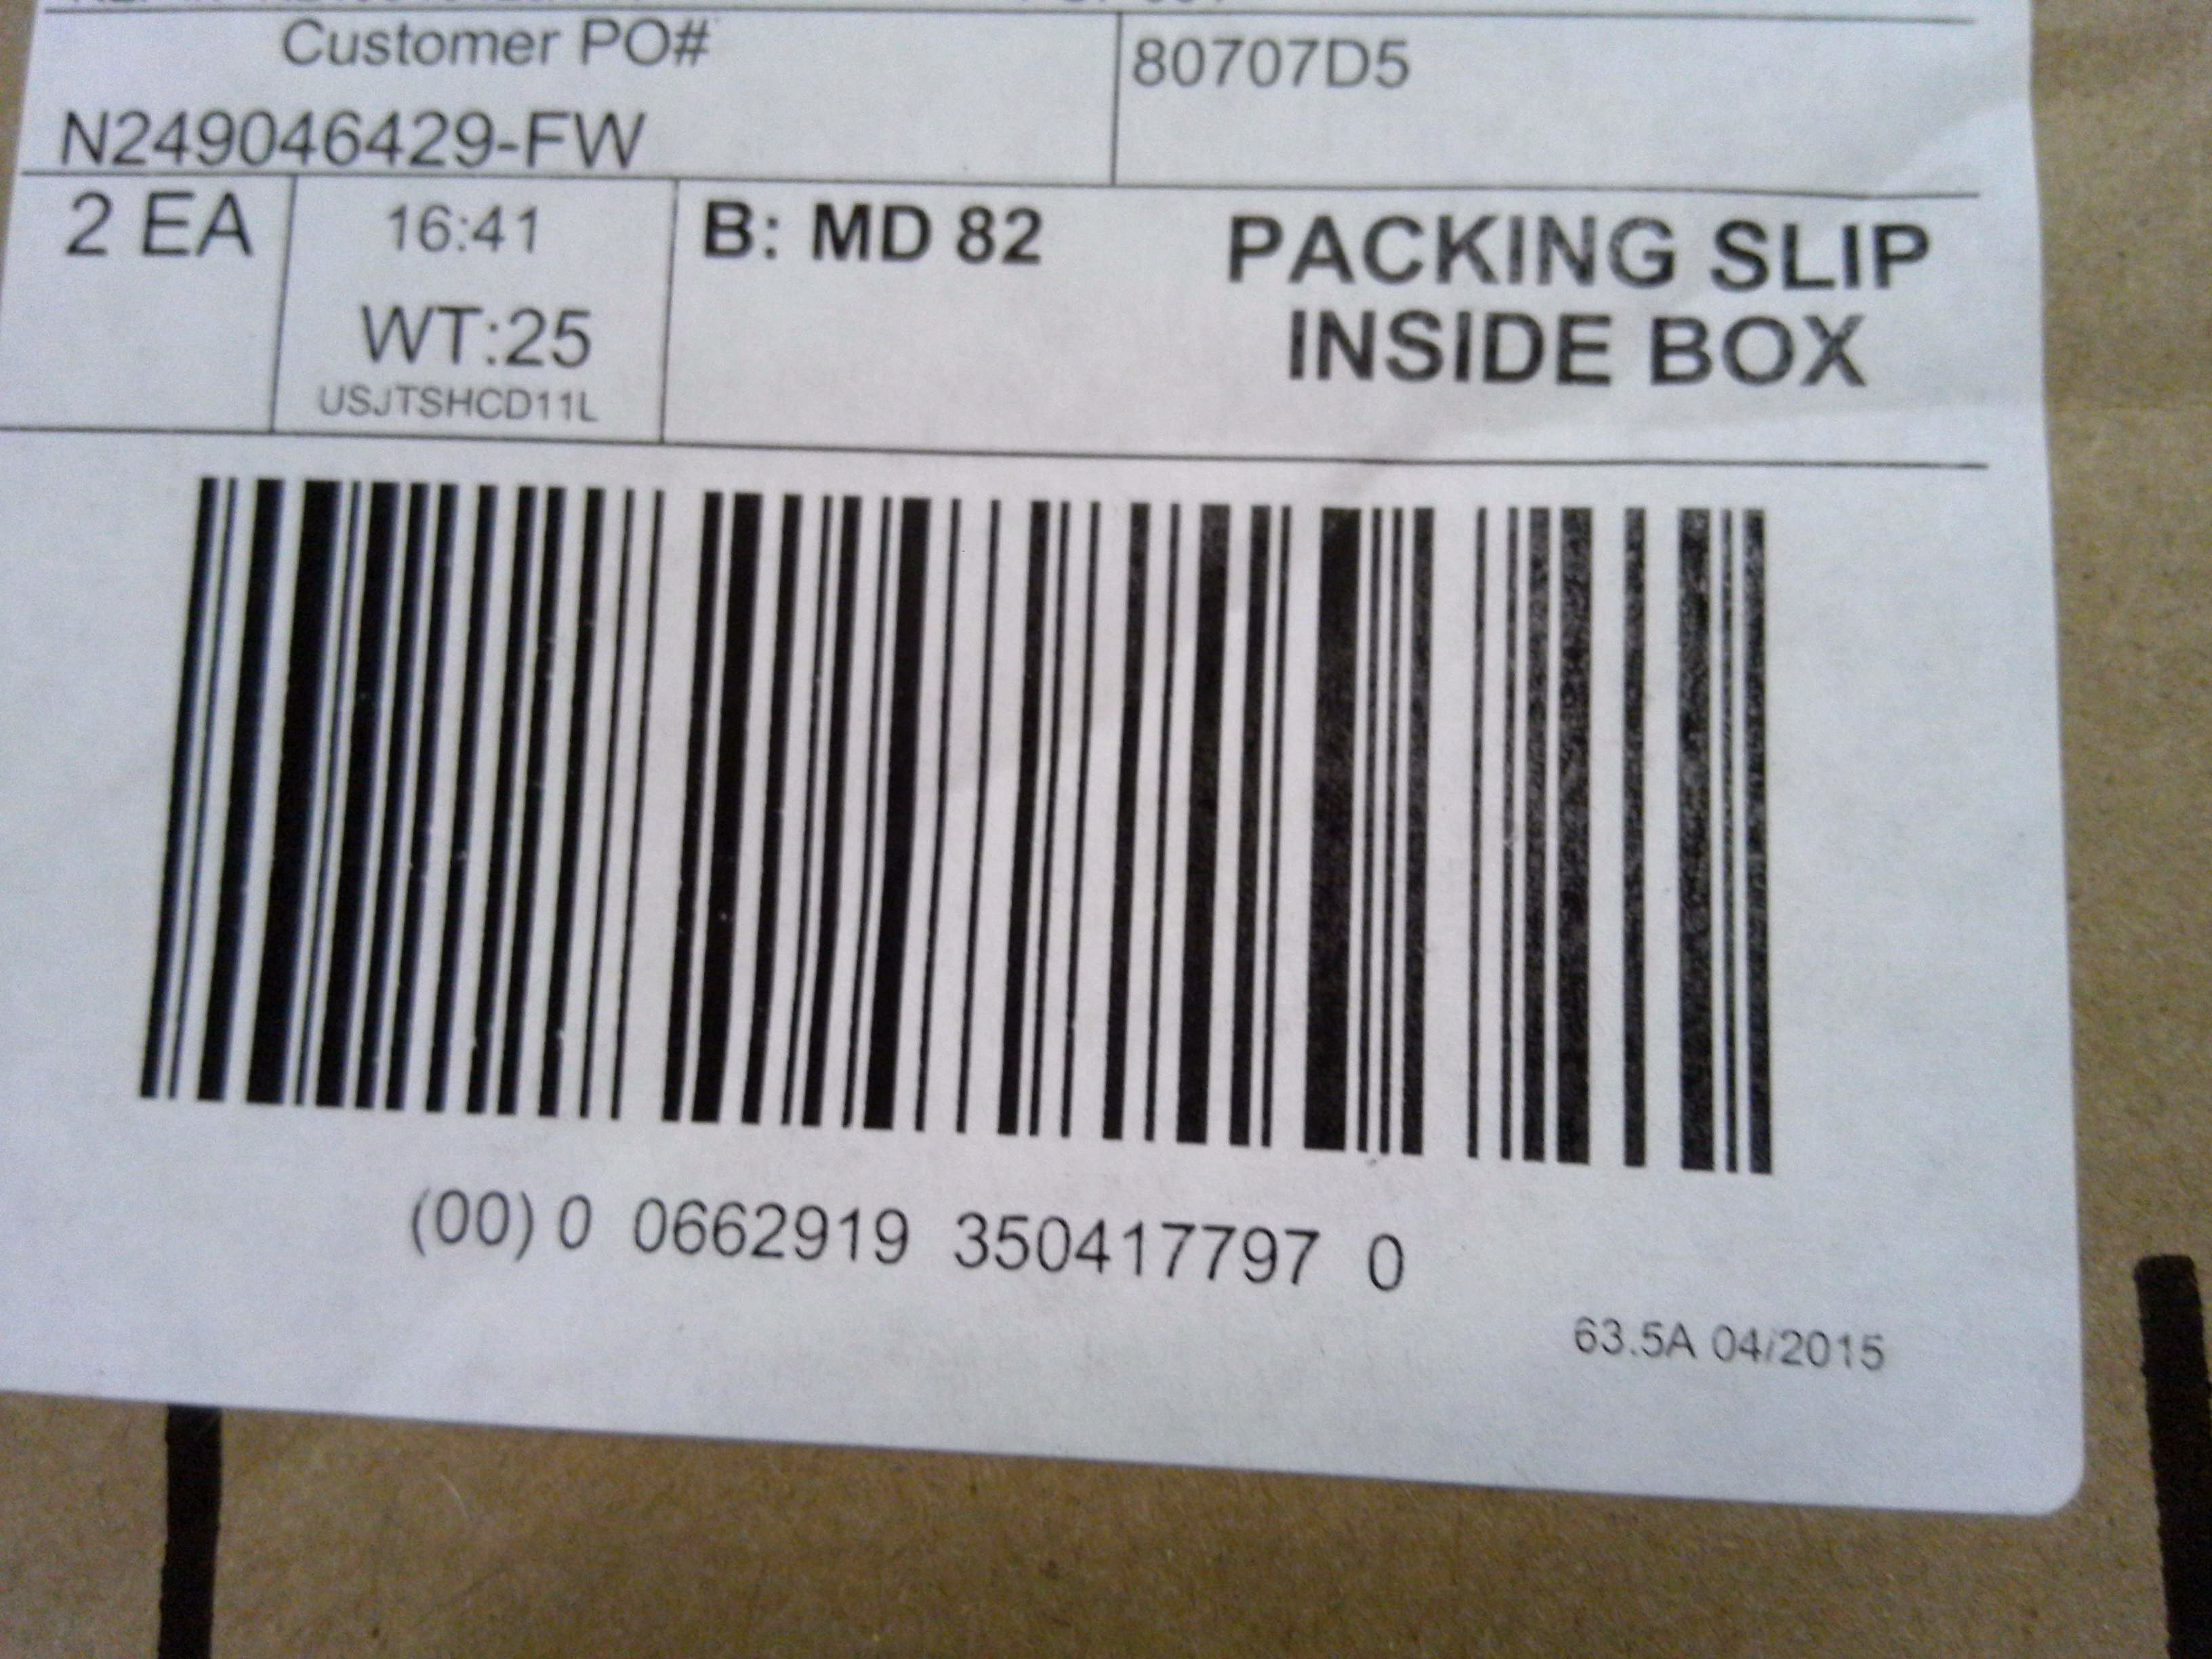 Customer PO#
80707D5
N249046429-FW
2 EA
16:41
WT:25
USJTSHCD11L
B: MD 82
PACKING SLIP
INSIDE BOX
(00) 0 0662919 350417797 0
63.5A 04/2015